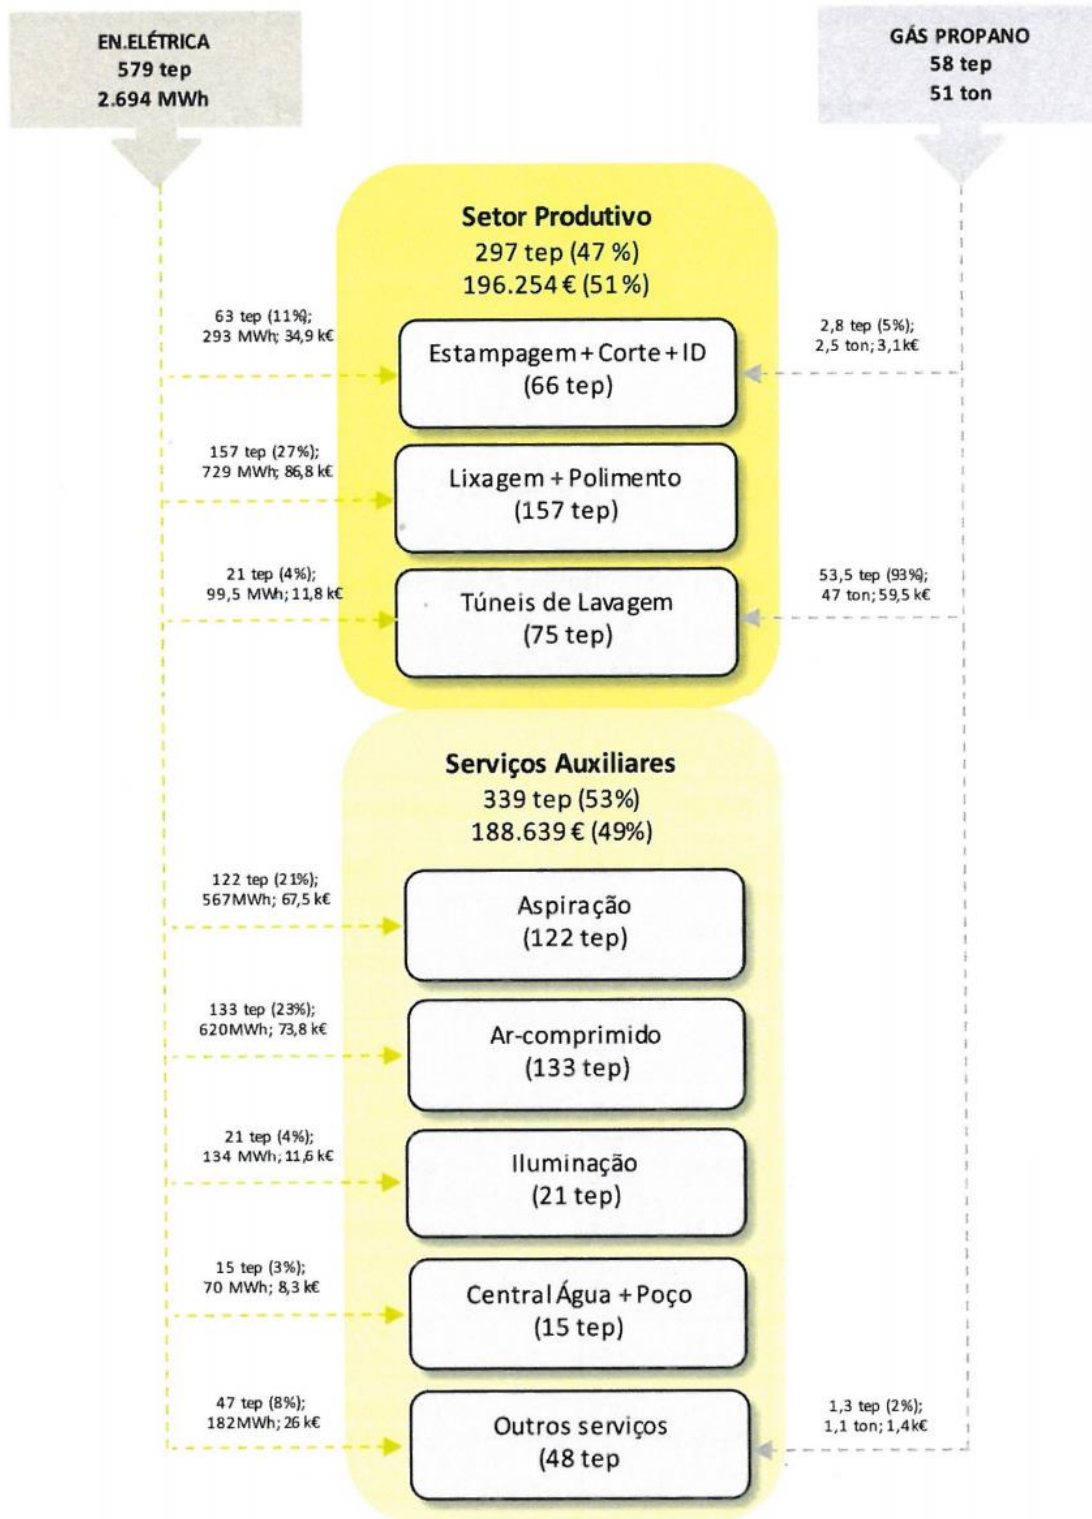 EN.ELÉTRICA
579 tep
2.694 MWh
GÁS PROPANO
58 tep
51 ton
Setor Produtivo
297 tep (47 %)
196.254 € (51%)
63 tep (11%);
293 MWh; 34,9 k€
Estampagem + Corte + ID
(66 tep)
2,8 tep (5%);
2,5 ton; 3,1k€
157 tep (27%);
729 MWh; 86,8 k€
Lixagem + Polimento
(157 tep)
21 tep (4%);
99,5 MWh; 11,8 k€
Túneis de Lavagem
(75 tep)
53,5 tep (93%);
47 ton; 59,5 k€
Serviços Auxiliares
339 tep (53%)
188.639 € (49%)
122 tep (21%);
567MWh; 67,5 k€
Aspiração
(122 tep)
133 tep (23%);
620MWh; 73,8 k€
Ar-comprimido
(133 tep)
21 tep (4%);
134 MWh; 11,6 k€
Iluminação
(21 tep)
15 tep (3%);
70 MWh; 8,3 k€
Central Água + Poço
(15 tep)
47 tep (8%);
182MWh; 26 k€
Outros serviços
(48 tep
1,3 tep (2%);
1,1 ton; 1,4k€